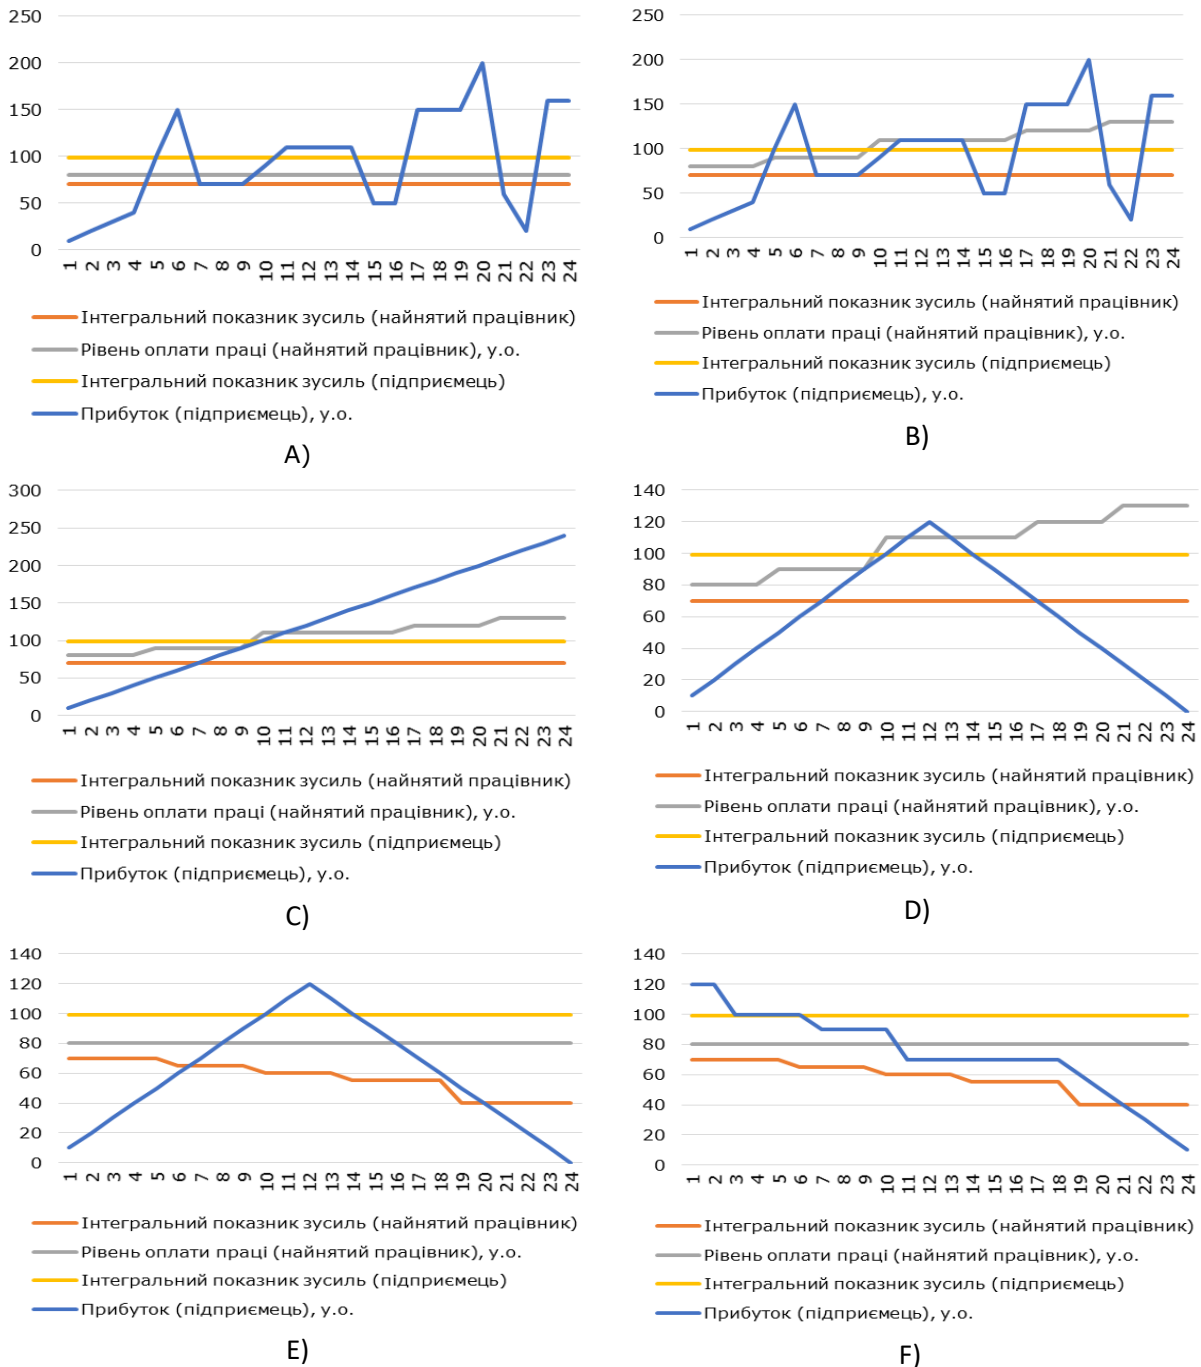 250
200
150
100
50
0
1 2 3 4 5 6 7 8 9 10 11 12 13 14 15 16 17 18 19 20 21 22 23 24
Інтегральний показник зусиль (найнятий працівник)
Рівень оплати праці (найнятий працівник), у.о.
Інтегральний показник зусиль (підприємець)
Прибуток (підприємець), у.о.
A)
250
200
150
100
50
0
1 2 3 4 5 6 7 8 9 10 11 12 13 14 15 16 17 18 19 20 21 22 23 24
Інтегральний показник зусиль (найнятий працівник)
Рівень оплати праці (найнятий працівник), у.о.
Інтегральний показник зусиль (підприємець)
Прибуток (підприємець), у.о.
B)
300
250
200
150
100
50
0
1 2 3 4 5 6 7 8 9 10 11 12 13 14 15 16 17 18 19 20 21 22 23 24
Інтегральний показник зусиль (найнятий працівник)
Рівень оплати праці (найнятий працівник), у.о.
Інтегральний показник зусиль (підприємець)
Прибуток (підприємець), у.о.
C)
140
120
100
80
60
40
20
0
1 2 3 4 5 6 7 8 9 10 11 12 13 14 15 16 17 18 19 20 21 22 23 24
Інтегральний показник зусиль (найнятий працівник)
Рівень оплати праці (найнятий працівник), у.о.
Інтегральний показник зусиль (підприємець)
Прибуток (підприємець), у.о.
D)
140
120
100
80
60
40
20
0
1 2 3 4 5 6 7 8 9 10 11 12 13 14 15 16 17 18 19 20 21 22 23 24
Інтегральний показник зусиль (найнятий працівник)
Рівень оплати праці (найнятий працівник), у.о.
Інтегральний показник зусиль (підприємець)
Прибуток (підприємець), у.о.
E)
140
120
100
80
60
40
20
0
1 2 3 4 5 6 7 8 9 10 11 12 13 14 15 16 17 18 19 20 21 22 23 24
Інтегральний показник зусиль (найнятий працівник)
Рівень оплати праці (найнятий працівник), у.о.
Інтегральний показник зусиль (підприємець)
Прибуток (підприємець), у.о.
F)